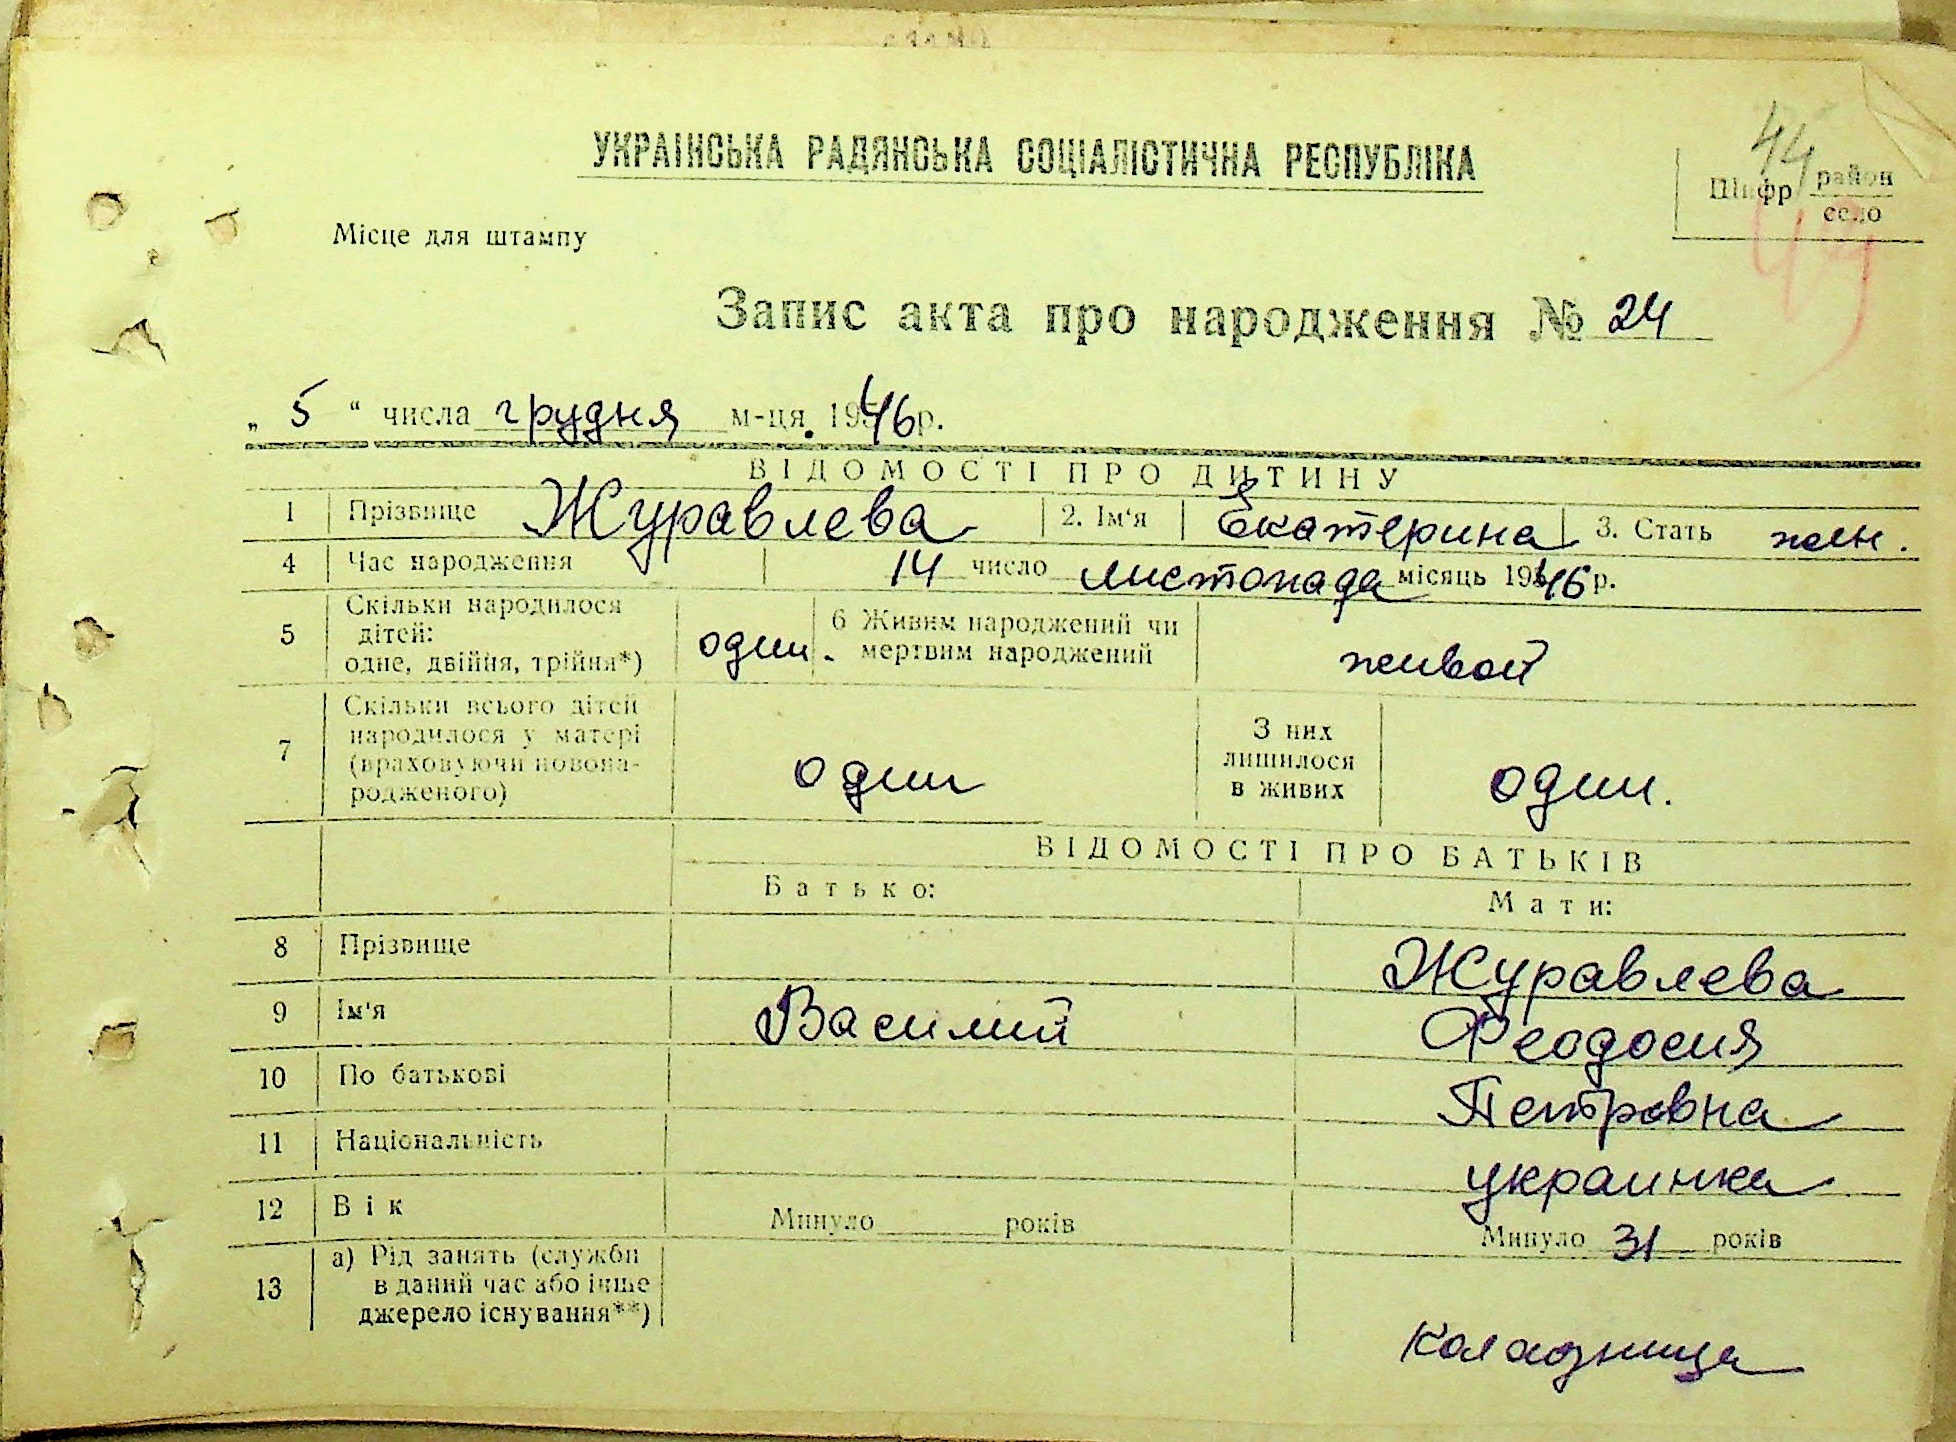 44
УКРАЇНСЬКА РАДЯНСЬКА СОЦІАЛІСТИЧНА РЕСПУБЛІКА
Шифр район
село
Місце для штампу
Запис акта про народження № 24
„ 5 “ числа грудня м-ця. 1946 р.
ВІДОМОСТІ ПРО ДИТИНУ
1 Прізвище Журавлева 2. Ім'я Екатерина 3. Стать жен.
4 Час народження 14 число листопада місяць 1946 р.
5 Скільки народилося дітей: одне, двійня, трійня*) один. 6 Живим народжений чи мертвим народжений живой
7 Скільки всього дітей народилося у матері (враховуючи новона-родженого) один З них лишилося в живих один.
ВІДОМОСТІ ПРО БАТЬКІВ
Батько: Мати:
8 Прізвище Журавлева
9 Ім'я Василий Феодосия
10 По батькові Петровна
11 Національність украинка
12 Вік Минуло років Минуло 31 років
13 а) Рід занять (служби в даний час або інше джерело існування**)
колхозница